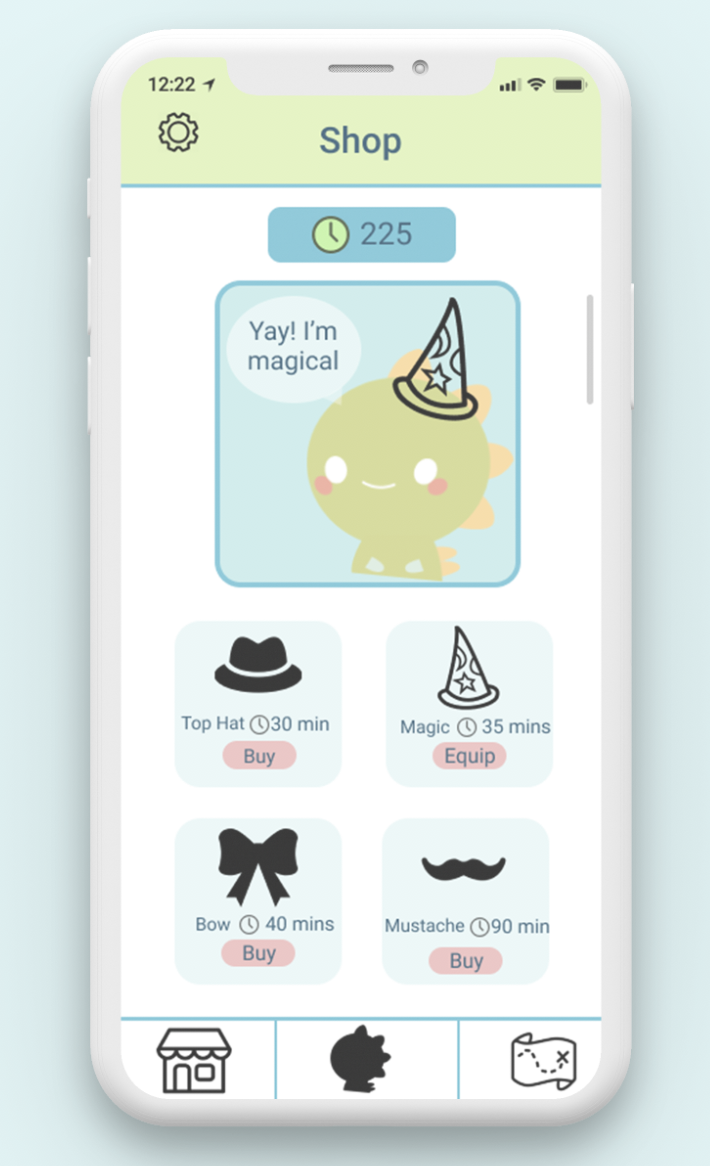 12:22
Shop
225
Yay! I'm
magical
Top Hat 30 min
Magic 35 mins
Buy
Equip
Bow 40 mins
Mustache 90 min
Buy
Buy